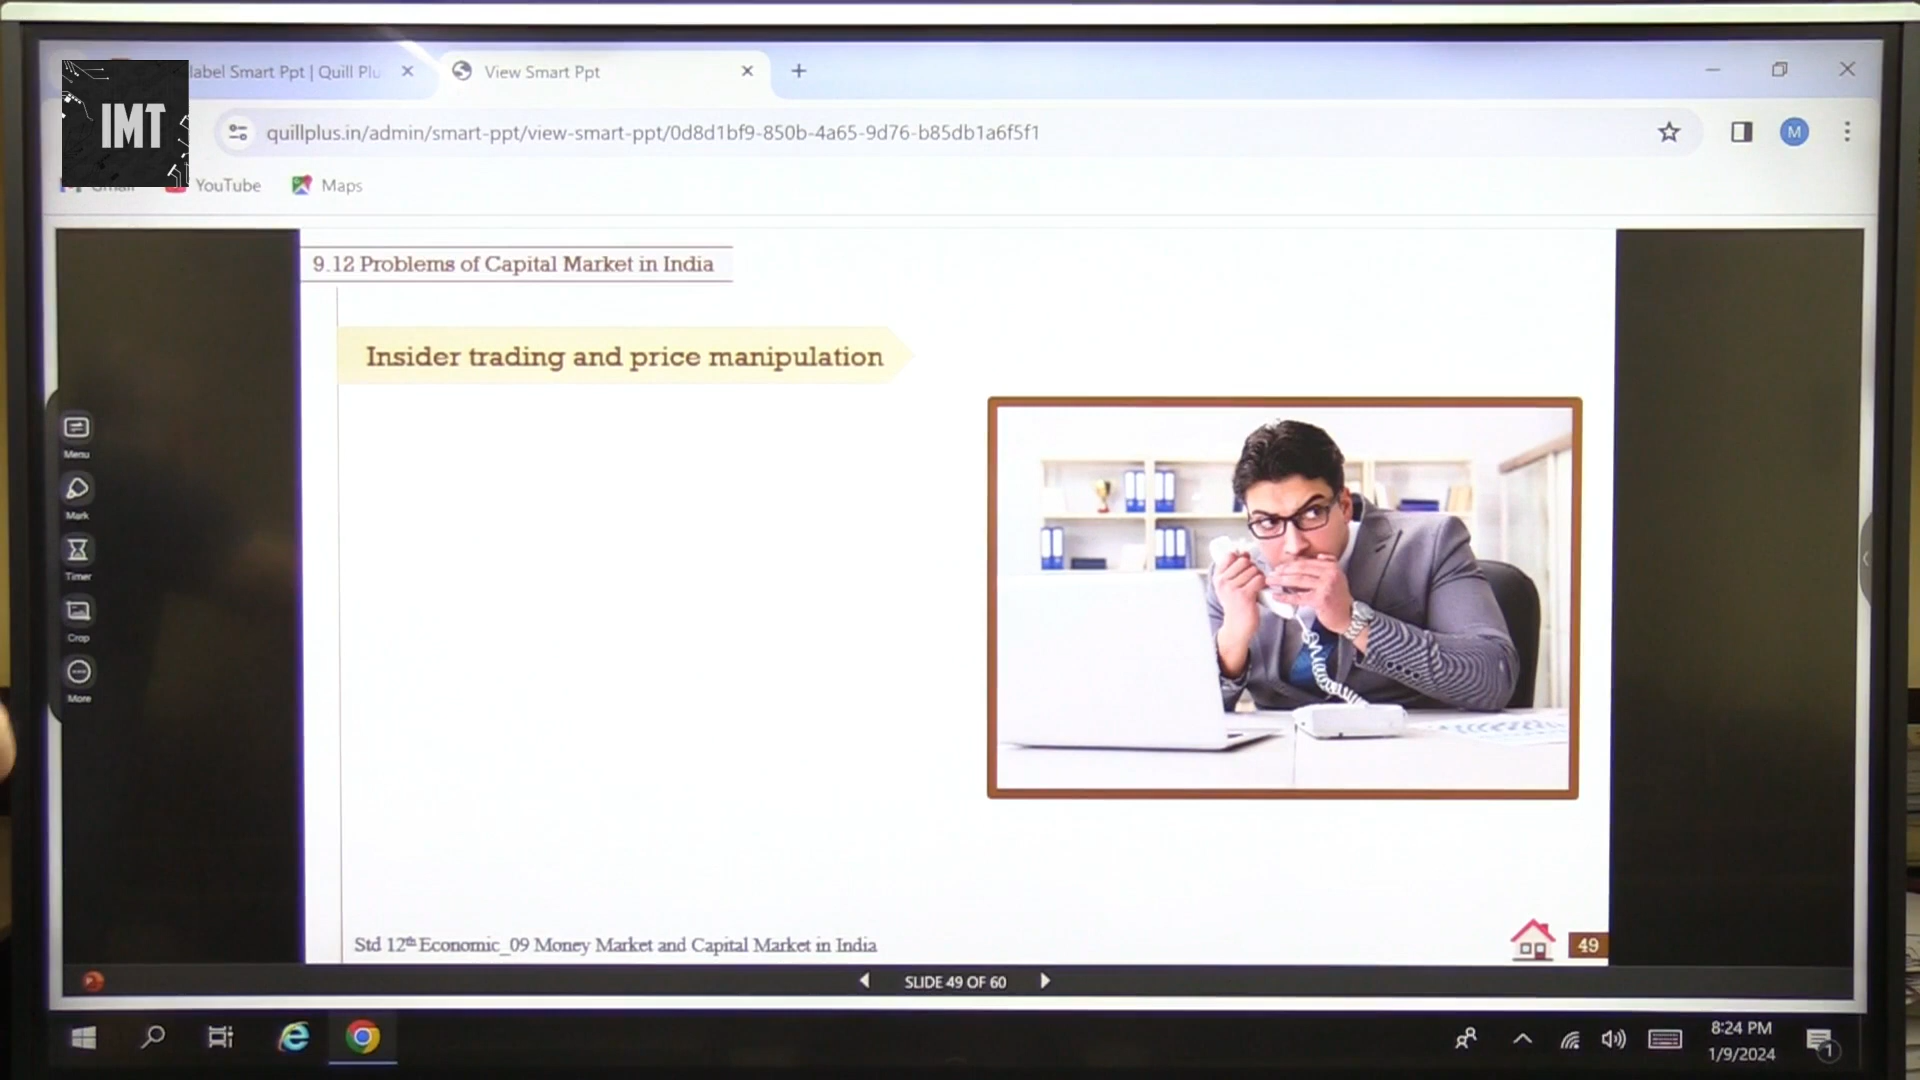 IMT
label Smart Ppt | Quill Plu
View Smart Ppt
quillplus.in/admin/smart-ppt/view-smart-ppt/0d8d1bf9-850b-4a65-9d76-b85db1a6f5f1
M
Gmail
YouTube
Maps
9.12 Problems of Capital Market in India
Insider trading and price manipulation
Menu
Mark
Timer
Crop
More
Std 12th Economic_09 Money Market and Capital Market in India
49
SLIDE 49 OF 60
8:24 PM
1/9/2024
1